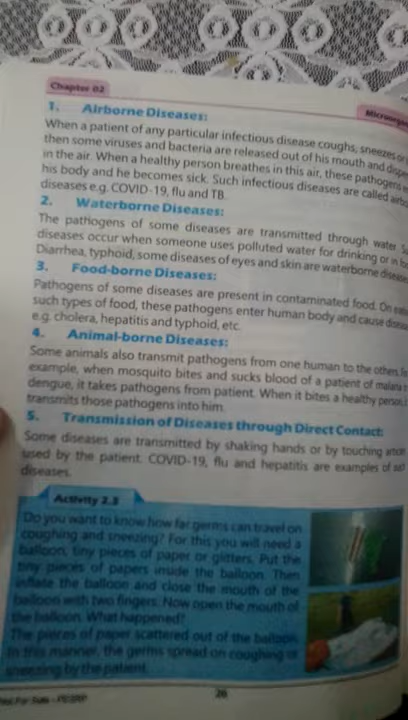 Chapter 02
Microorgan
1. Airborne Diseases:
When a patient of any particular infectious disease coughs, sneezes or
then some viruses and bacteria are released out of his mouth and
in the air. When a healthy person breathes in this air, these pathogens
his body and he becomes sick. Such infectious diseases are called
diseases e.g. COVID-19, flu and TB.
2. Waterborne Diseases:
The pathogens of some diseases are transmitted through water.
diseases occur when someone uses polluted water for drinking or in
Diarrhea, typhoid, some diseases of eyes and skin are waterborne
3. Food-borne Diseases:
Pathogens of some diseases are present in contaminated food. On
such types of food, these pathogens enter human body and cause
e.g. cholera, hepatitis and typhoid, etc.
4. Animal-borne Diseases:
Some animals also transmit pathogens from one human to the others.
example, when mosquito bites and sucks blood of a patient of malaria
dengue, it takes pathogens from patient. When it bites a healthy person,
transmits those pathogens into him.
5. Transmission of Diseases through Direct Contact:
Some diseases are transmitted by shaking hands or by touching
used by the patient. COVID-19, flu and hepatitis are examples of
diseases.
Activity 2.3
Do you want to know how far germs can travel on
coughing and sneezing? For this you will need a
balloon, tiny pieces of paper or glitters. Put the
tiny pieces of papers inside the balloon. Then
inflate the balloon and close the mouth of the
balloon with two fingers. Now open the mouth of
the balloon. What happened?
The pieces of paper scattered out of the balloon.
In this manner, the germs spread on coughing or
sneezing by the patient.
For Sale
26